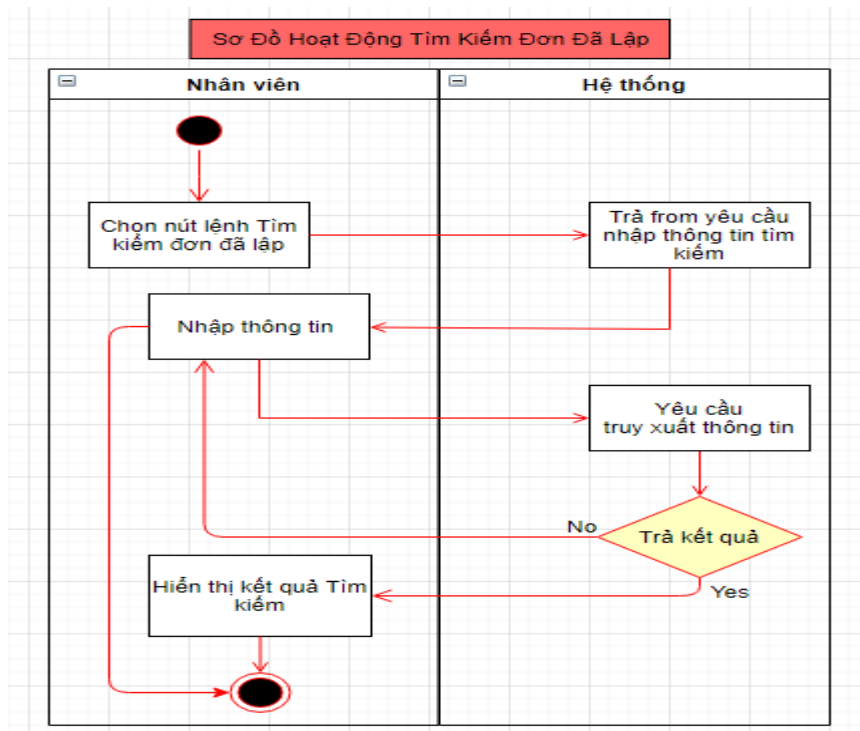 Sơ Đồ Hoạt Động Tìm Kiếm Đơn Đã Lập
Nhân viên
Hệ thống
Chọn nút lệnh Tìm
kiếm đơn đã lập
Trả from yêu cầu
nhập thông tin tìm
kiếm
Nhập thông tin
Yêu cầu
truy xuất thông tin
No
Trả kết quả
Yes
Hiển thị kết quả Tìm
kiếm